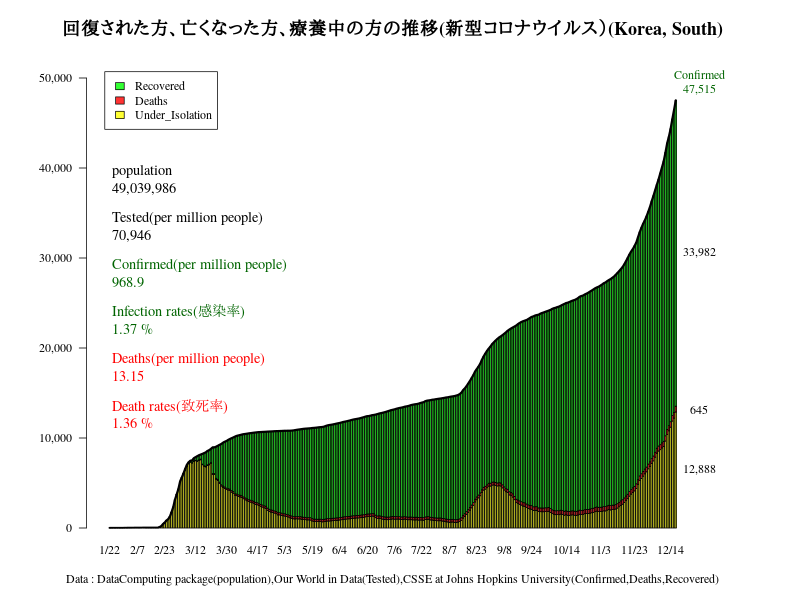 回復された方、亡くなった方、療養中の方の推移(新型コロナウイルス)(Korea, South)
Confirmed
47,515
50,000
40,000
30,000
20,000
10,000
0
Recovered
Deaths
Under_Isolation
population
49,039,986
Tested(per million people)
70,946
Confirmed(per million people)
968.9
Infection rates(感染率)
1.37 %
Deaths(per million people)
13.15
Death rates(致死率)
1.36 %
33,982
645
12,888
1/22 2/7 2/23 3/12 3/30 4/17 5/3 5/19 6/4 6/20 7/6 7/22 8/7 8/23 9/8 9/24 10/14 11/3 11/23 12/14
Data : DataComputing package(population),Our World in Data(Tested),CSSE at Johns Hopkins University(Confirmed,Deaths,Recovered)